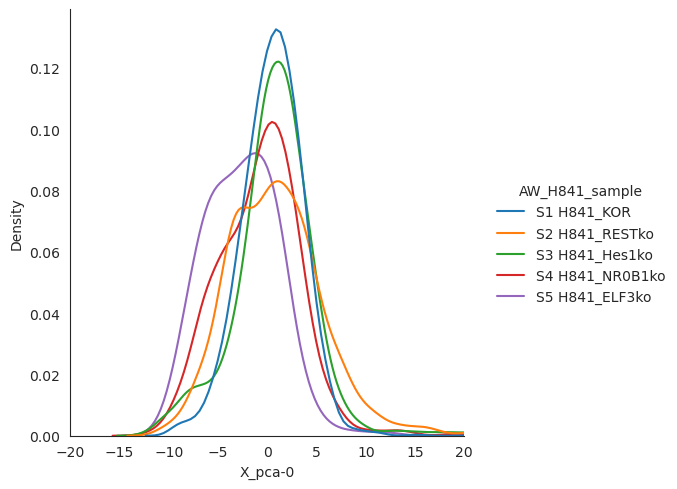 0.12
0.10
0.08
0.06
0.04
0.02
0.00
Density
−20
−15
−10
−5
0
5
10
15
20
X_pca-0
AW_H841_sample
S1 H841_KOR
S2 H841_RESTko
S3 H841_Hes1ko
S4 H841_NR0B1ko
S5 H841_ELF3ko